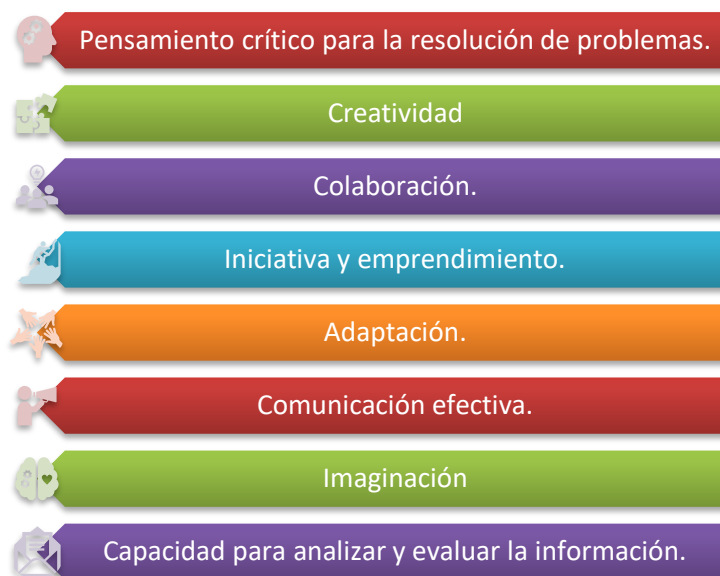 Pensamiento crítico para la resolución de problemas.
Creatividad
Colaboración.
Iniciativa y emprendimiento.
Adaptación.
Comunicación efectiva.
Imaginación
Capacidad para analizar y evaluar la información.